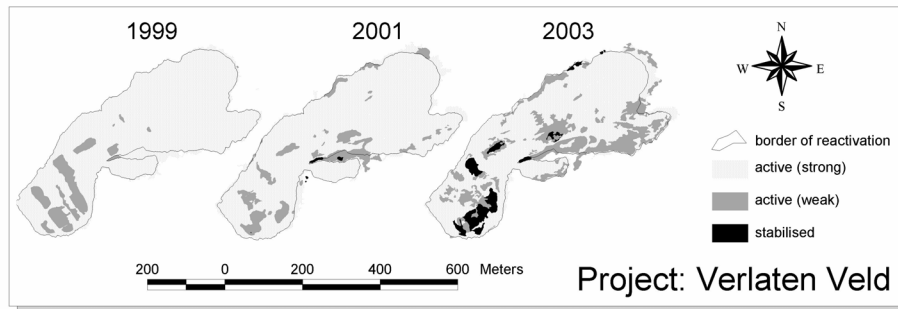 1999 2001 2003
N
W E
S
border of reactivation
active (strong)
active (weak)
stabilised
200 0 200 400 600 Meters
Project: Verlaten Veld